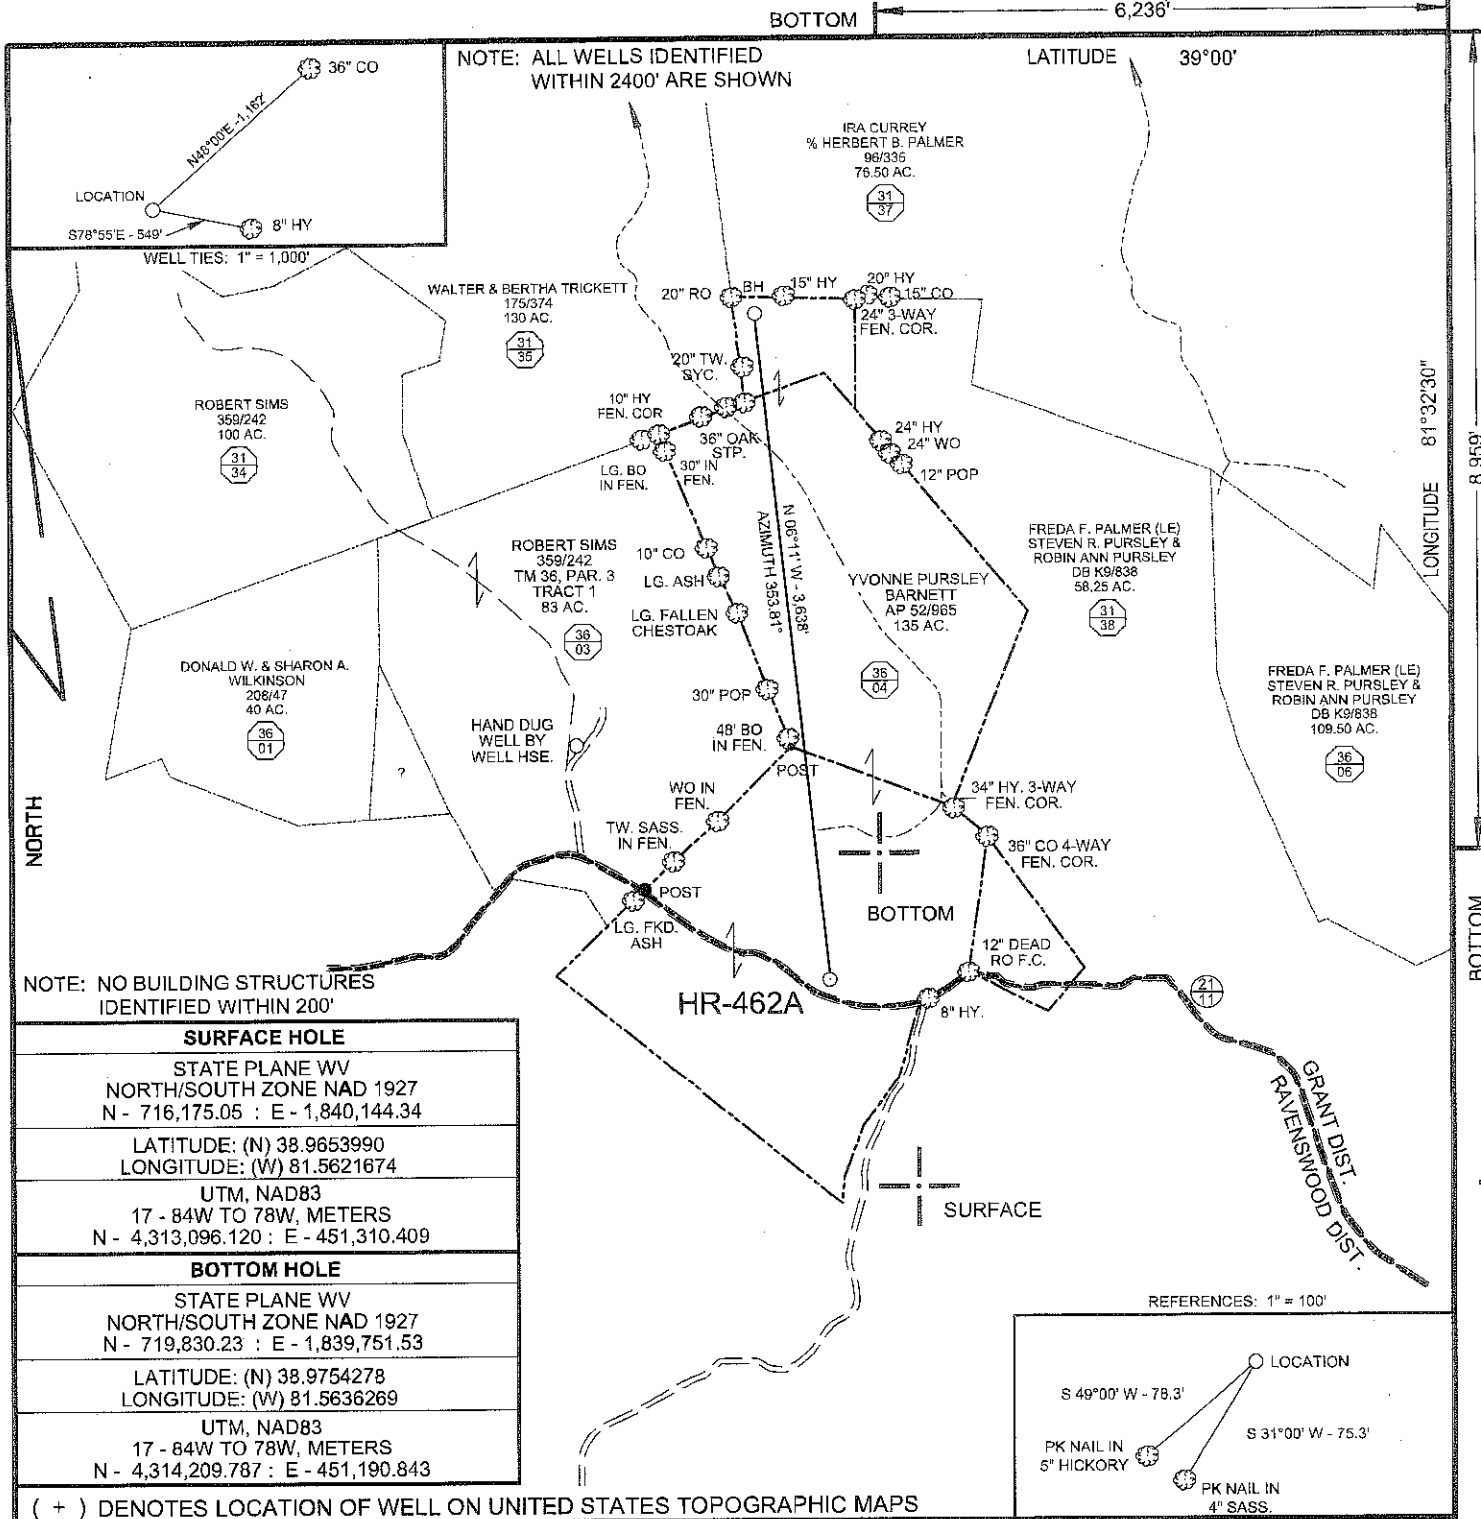 BOTTOM
6,236'
NOTE: ALL WELLS IDENTIFIED
WITHIN 2400' ARE SHOWN
LATITUDE 39°00'
36" CO
N48°00'E - 1,162'
LOCATION
S78°55'E - 549'
8" HY
WELL TIES: 1" = 1,000'
IRA CURREY
% HERBERT B. PALMER
96/335
76.50 AC.
31
37
WALTER & BERTHA TRICKETT
175/374
130 AC.
31
35
20" RO
BH
15" HY
20" HY
15" CO
24" 3-WAY
FEN. COR.
20" TW.
SYC.
ROBERT SIMS
359/242
100 AC.
31
34
10" HY
FEN. COR
36" OAK
STP.
LG. BO
IN FEN.
30" IN
FEN.
24" HY
24" WO
12" POP
LONGITUDE 81°32'30"
8,959'
N 06°11' W - 3,638'
AZIMUTH 353.81°
ROBERT SIMS
359/242
TM 36, PAR. 3
TRACT 1
83 AC.
36
03
10" CO
LG. ASH
LG. FALLEN
CHESTOAK
YVONNE PURSLEY
BARNETT
AP 52/965
135 AC.
36
04
FREDA F. PALMER (LE)
STEVEN R. PURSLEY &
ROBIN ANN PURSLEY
DB K9/838
58.25 AC.
31
38
DONALD W. & SHARON A.
WILKINSON
206/47
40 AC.
36
01
FREDA F. PALMER (LE)
STEVEN R. PURSLEY &
ROBIN ANN PURSLEY
DB K9/838
109.50 AC.
36
06
30" POP
HAND DUG
WELL BY
WELL HSE.
48' BO
IN FEN.
POST
?
WO IN
FEN.
34" HY. 3-WAY
FEN. COR.
NORTH
TW. SASS.
IN FEN.
36" CO 4-WAY
FEN. COR.
POST
BOTTOM
BOTTOM
LG. FKD.
ASH
12" DEAD
RO F.C.
NOTE: NO BUILDING STRUCTURES
IDENTIFIED WITHIN 200'
HR-462A
8" HY.
21
11
SURFACE HOLE
STATE PLANE WV
NORTH/SOUTH ZONE NAD 1927
N - 716,175.05 : E - 1,840,144.34
LATITUDE: (N) 38.9653990
LONGITUDE: (W) 81.5621674
UTM, NAD83
17 - 84W TO 78W, METERS
N - 4,313,096.120 : E - 451,310.409
GRANT DIST.
RAVENSWOOD DIST.
SURFACE
BOTTOM HOLE
STATE PLANE WV
NORTH/SOUTH ZONE NAD 1927
N - 719,830.23 : E - 1,839,751.53
LATITUDE: (N) 38.9754278
LONGITUDE: (W) 81.5636269
UTM, NAD83
17 - 84W TO 78W, METERS
N - 4,314,209.787 : E - 451,190.843
REFERENCES: 1" = 100'
LOCATION
S 49°00' W - 78.3'
S 31°00' W - 75.3'
PK NAIL IN
5" HICKORY
PK NAIL IN
4" SASS.
( + ) DENOTES LOCATION OF WELL ON UNITED STATES TOPOGRAPHIC MAPS